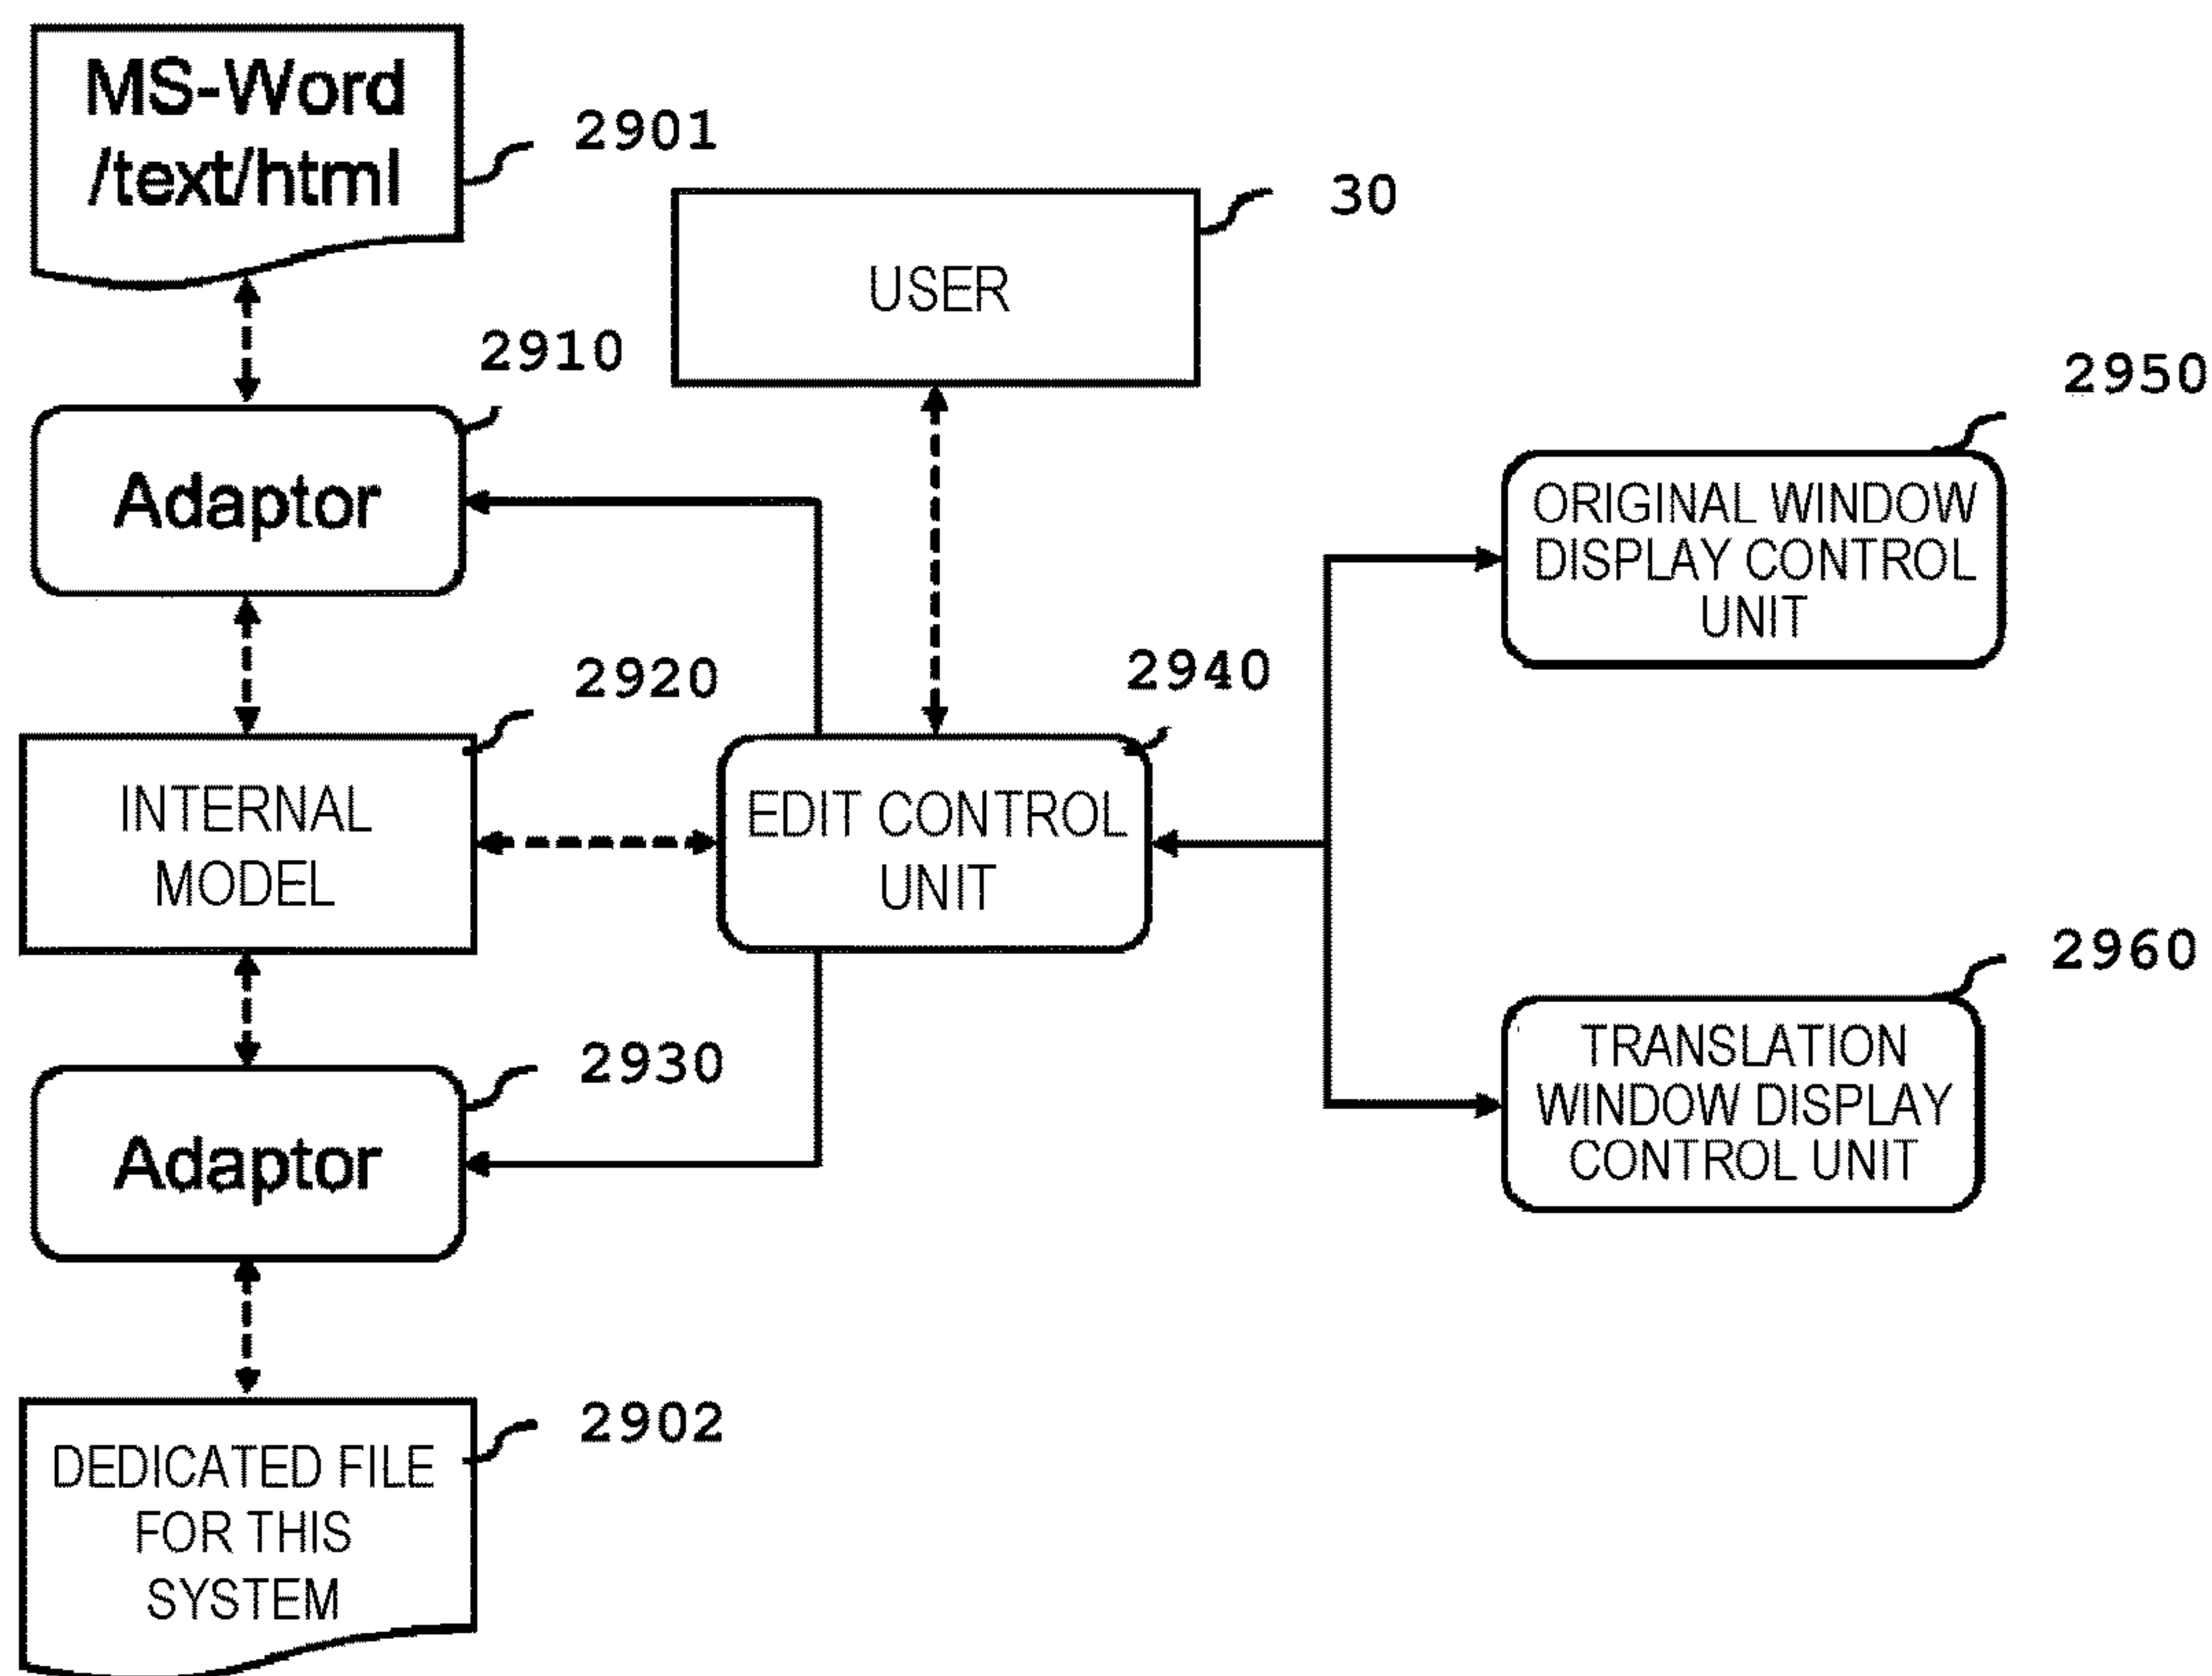 MS-Word
/text/html
2901
30
USER
2910
Adaptor
2950
ORIGINAL WINDOW
DISPLAY CONTROL
UNIT
2920
INTERNAL
MODEL
2940
EDIT CONTROL
UNIT
2960
TRANSLATION
WINDOW DISPLAY
CONTROL UNIT
2930
Adaptor
2902
DEDICATED FILE
FOR THIS
SYSTEM